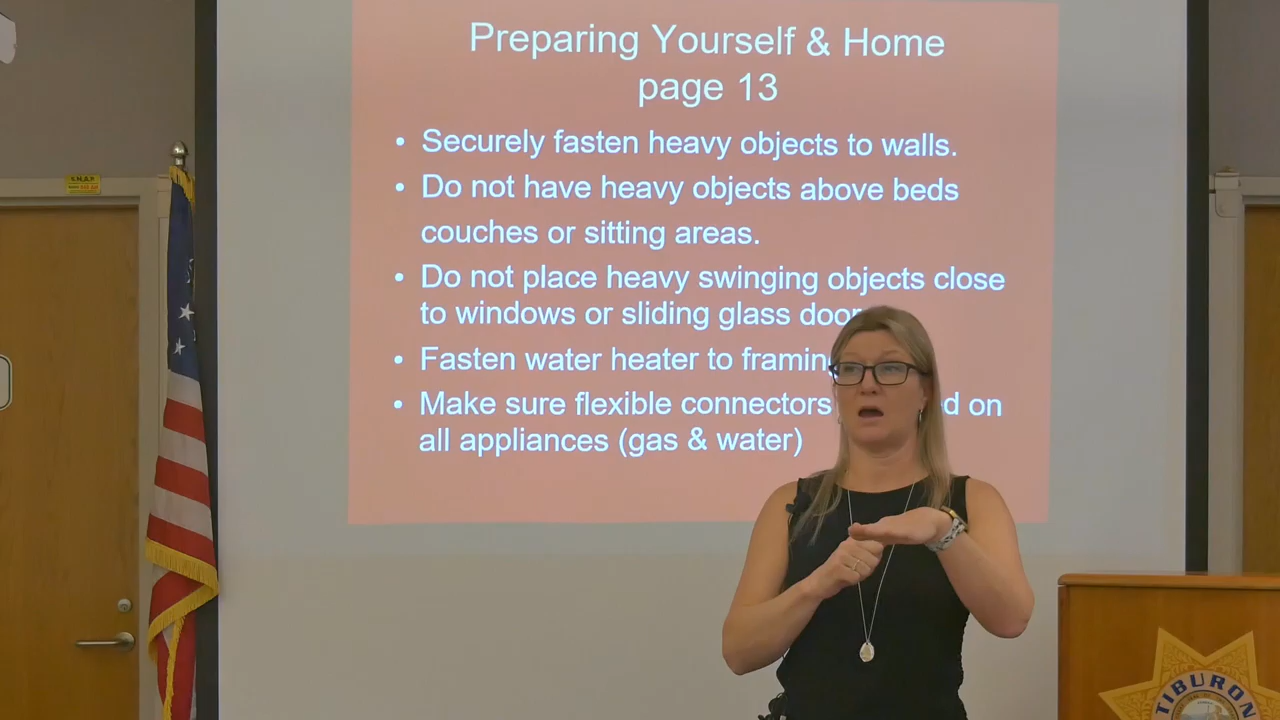 Preparing Yourself & Home
page 13
• Securely fasten heavy objects to walls.
• Do not have heavy objects above beds
couches or sitting areas.
• Do not place heavy swinging objects close
to windows or sliding glass door
• Fasten water heater to framing
• Make sure flexible connectors d on
all appliances (gas & water)
TIBURON